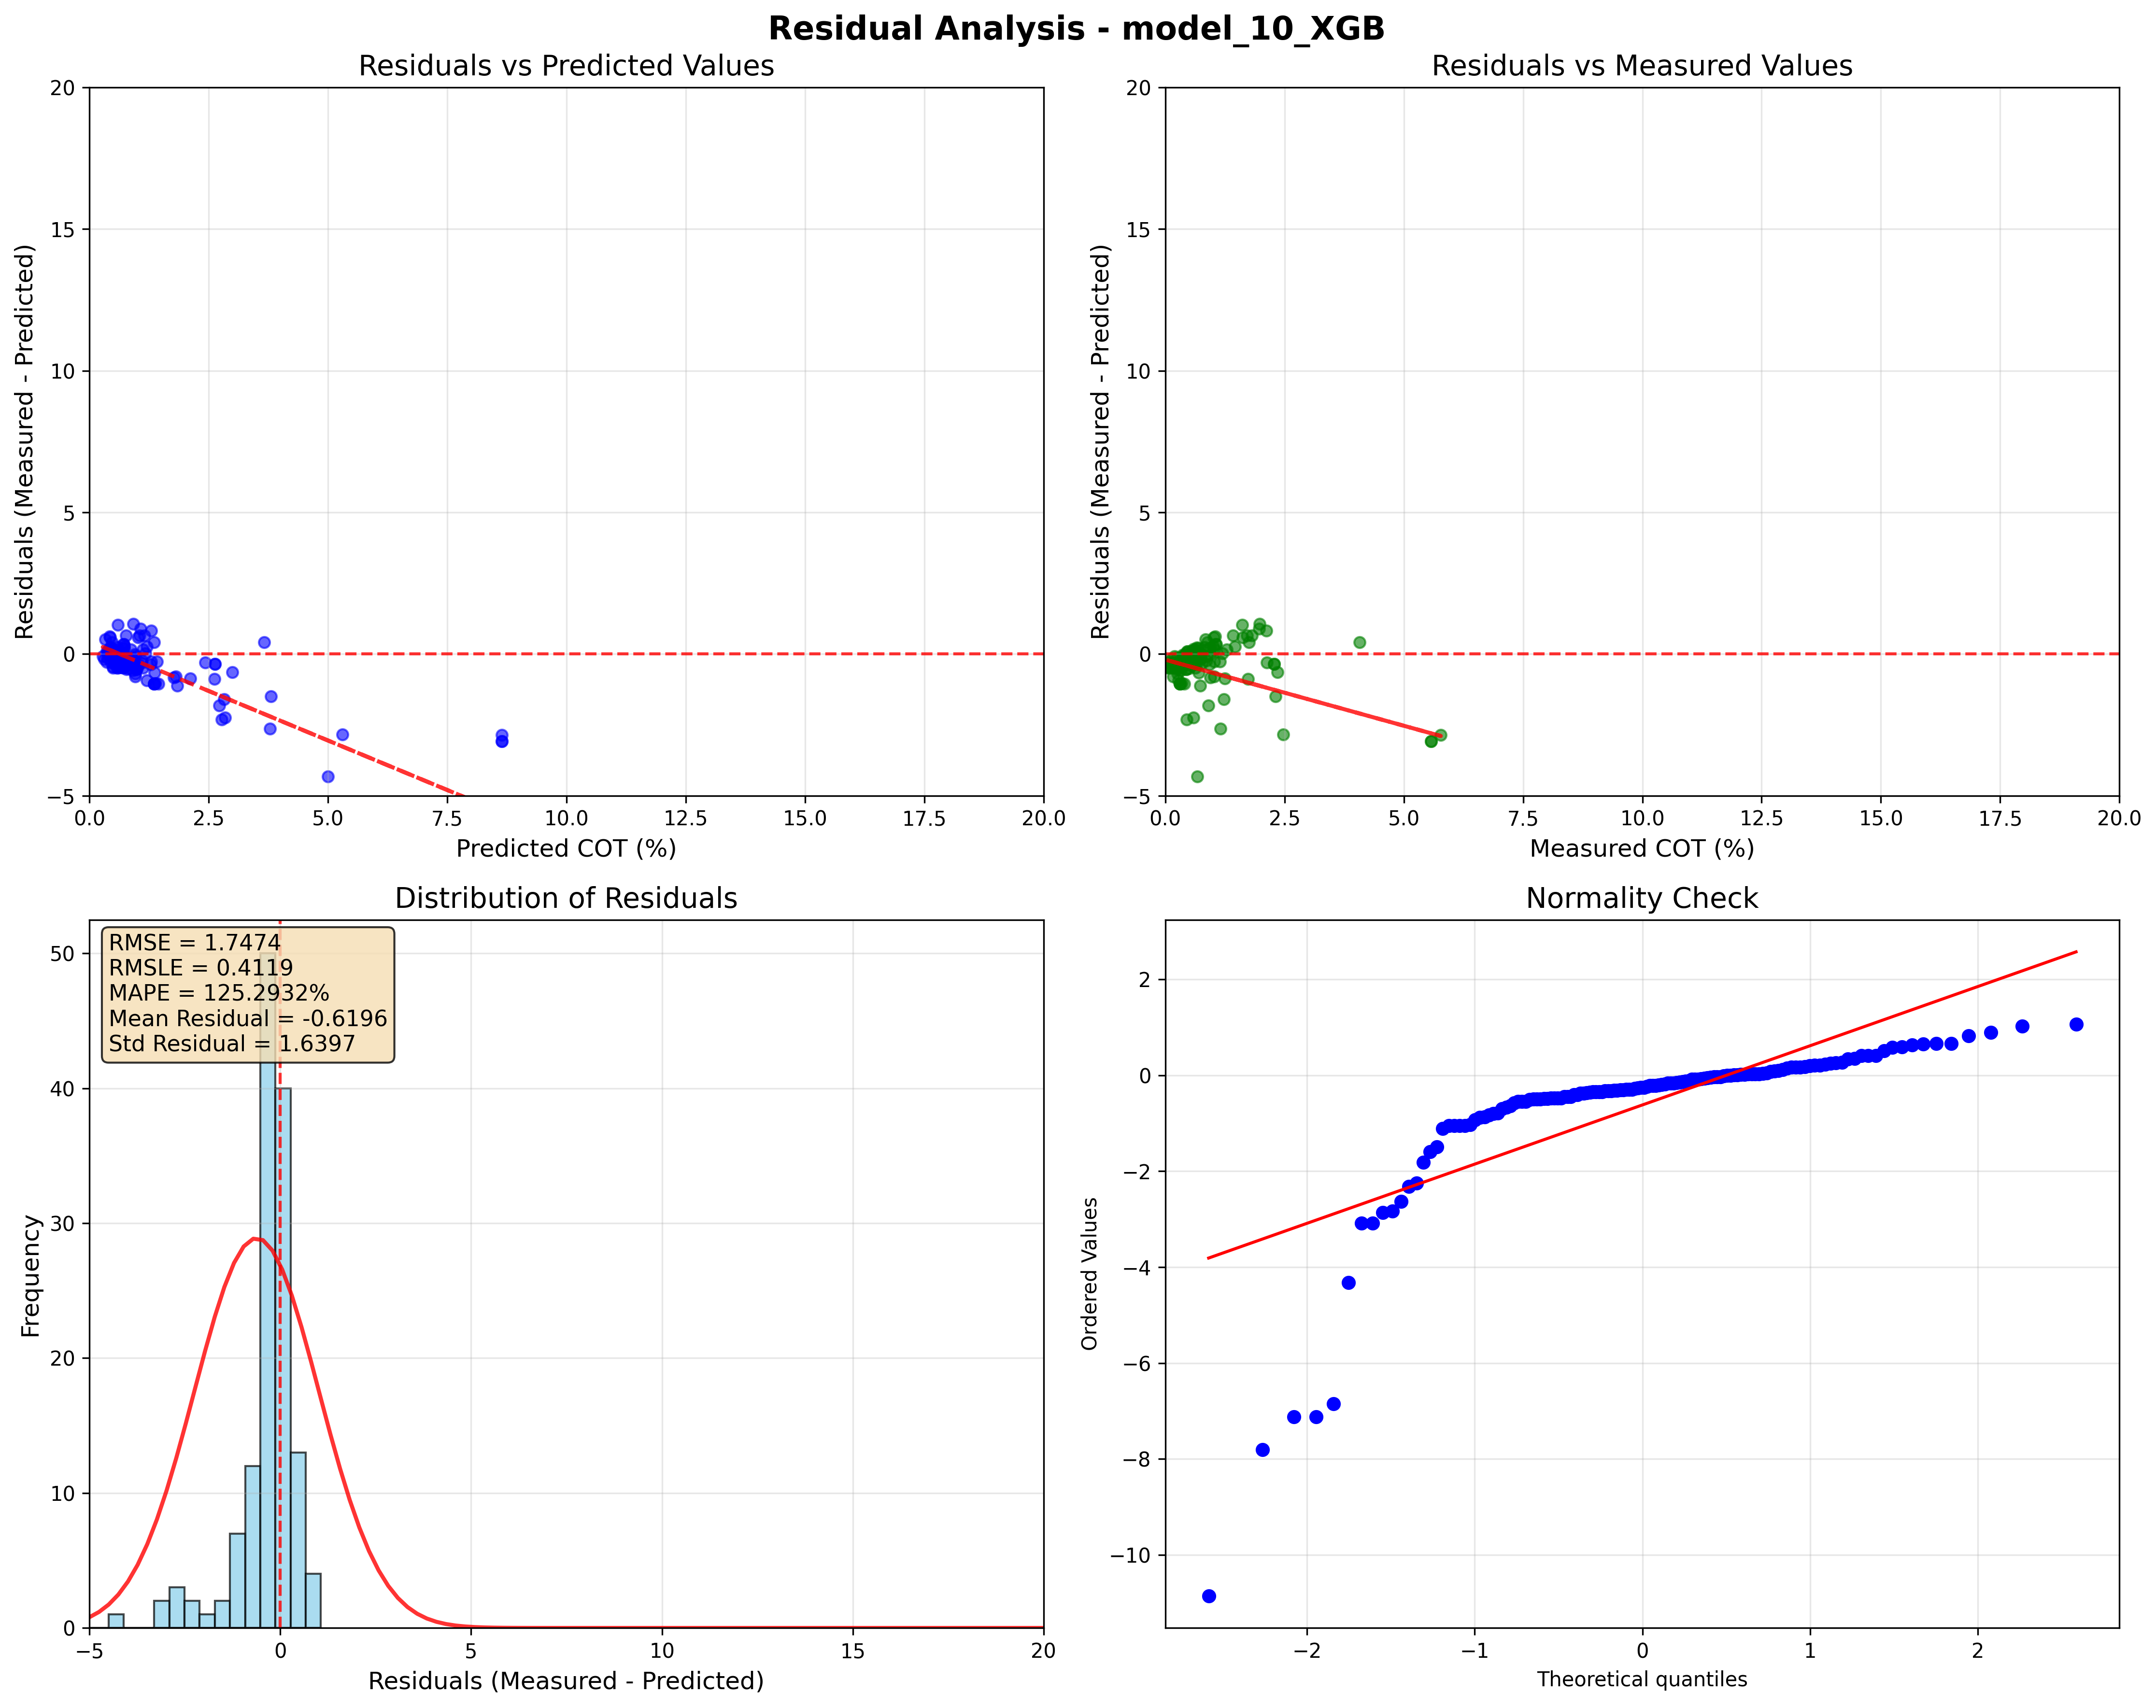 Residual Analysis - model_10_XGB
Residuals vs Predicted Values
20
15
10
5
0
−5
0.0 2.5 5.0 7.5 10.0 12.5 15.0 17.5 20.0
Residuals (Measured - Predicted)
Predicted COT (%)
Residuals vs Measured Values
20
15
10
5
0
−5
0.0 2.5 5.0 7.5 10.0 12.5 15.0 17.5 20.0
Residuals (Measured - Predicted)
Measured COT (%)
Distribution of Residuals
RMSE = 1.7474
RMSLE = 0.4119
MAPE = 125.2932%
Mean Residual = -0.6196
Std Residual = 1.6397
50
40
30
20
10
0
−5 0 5 10 15 20
Frequency
Residuals (Measured - Predicted)
Normality Check
2
0
−2
−4
−6
−8
−10
−2 −1 0 1 2
Ordered Values
Theoretical quantiles